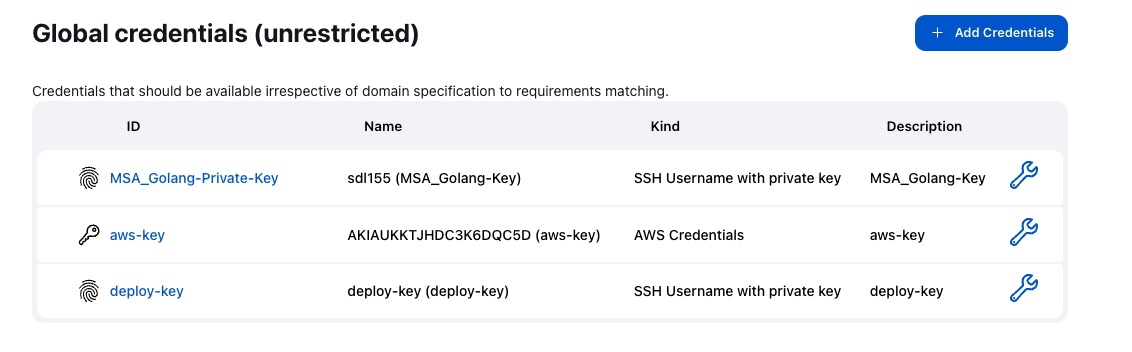 Global credentials (unrestricted)
+ Add Credentials
Credentials that should be available irrespective of domain specification to requirements matching.
ID Name Kind Description
MSA_Golang-Private-Key sdl155 (MSA_Golang-Key) SSH Username with private key MSA_Golang-Key
aws-key AKIAUKKTJHDC3K6DQC5D (aws-key) AWS Credentials aws-key
deploy-key deploy-key (deploy-key) SSH Username with private key deploy-key